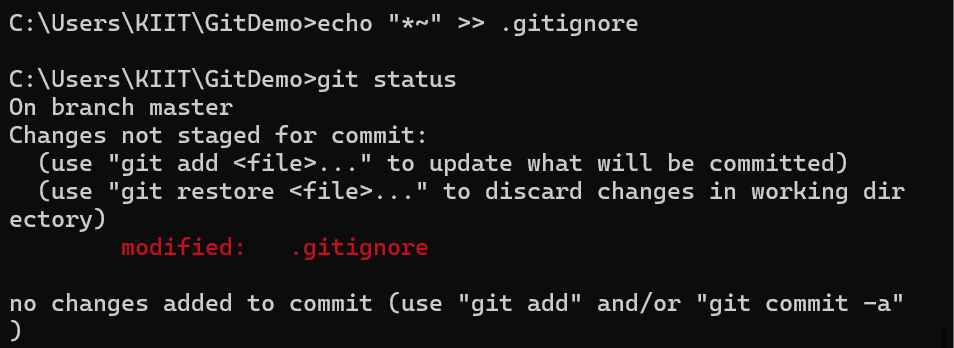 C:\Users\KIIT\GitDemo>echo "*~" >> .gitignore
C:\Users\KIIT\GitDemo>git status
On branch master
Changes not staged for commit:
  (use "git add <file>..." to update what will be committed)
  (use "git restore <file>..." to discard changes in working dir
ectory)
        modified:   .gitignore
no changes added to commit (use "git add" and/or "git commit -a"
)